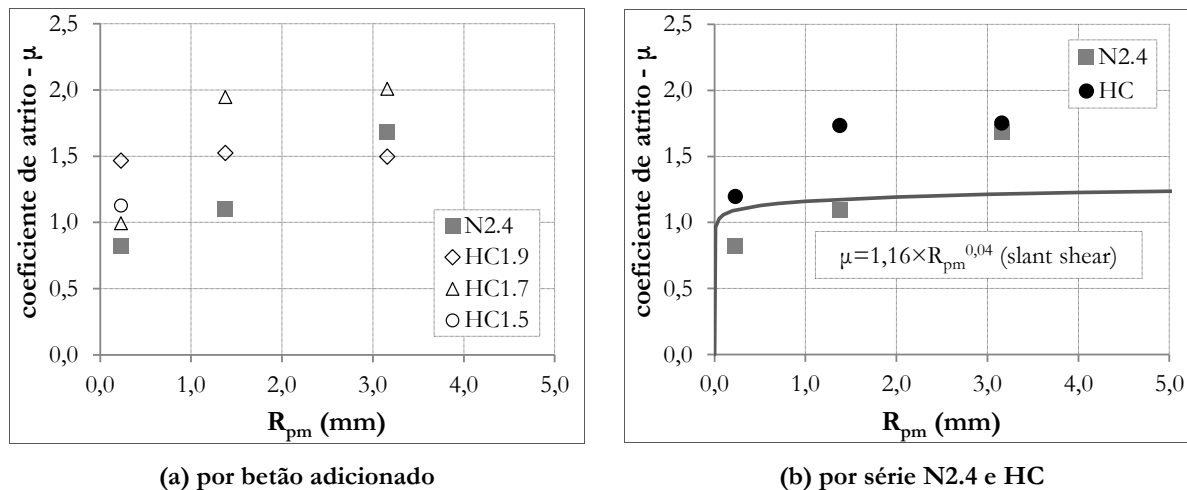 coeficiente de atrito - μ
2,5
2,0
1,5
1,0
0,5
0,0
N2.4
HC1.9
HC1.7
HC1.5
0,0 1,0 2,0 3,0 4,0 5,0
Rpm (mm)
(a) por betão adicionado
coeficiente de atrito - μ
2,5
2,0
1,5
1,0
0,5
0,0
N2.4
HC
μ=1,16×Rpm^0,04 (slant shear)
0,0 1,0 2,0 3,0 4,0 5,0
Rpm (mm)
(b) por série N2.4 e HC